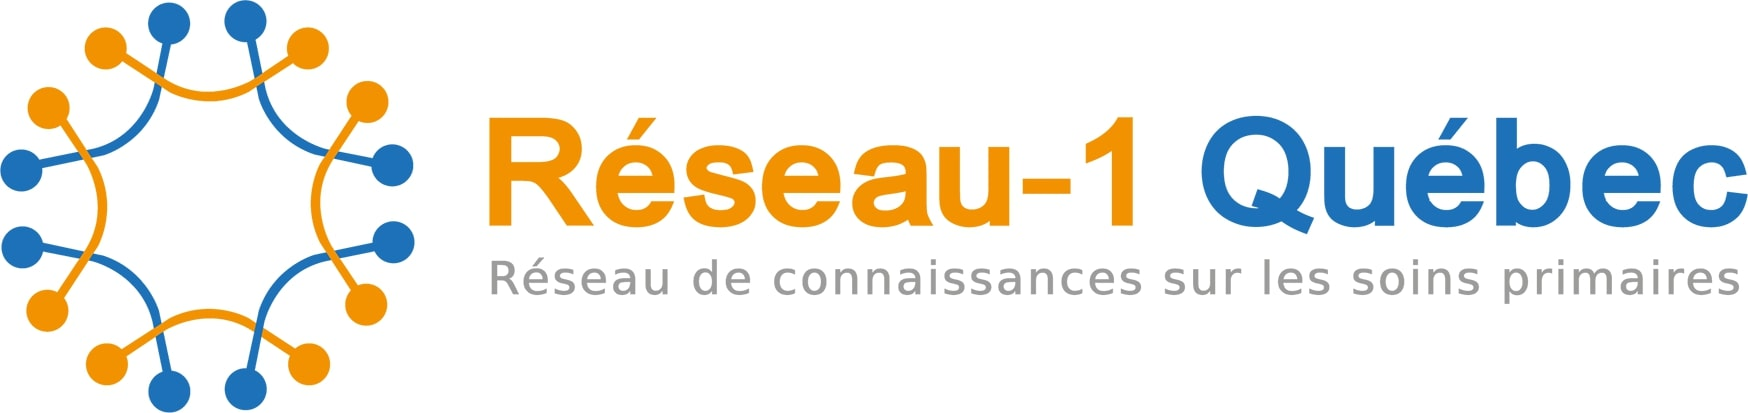 Réseau-1 Québec
Réseau de connaissances sur les soins primaires